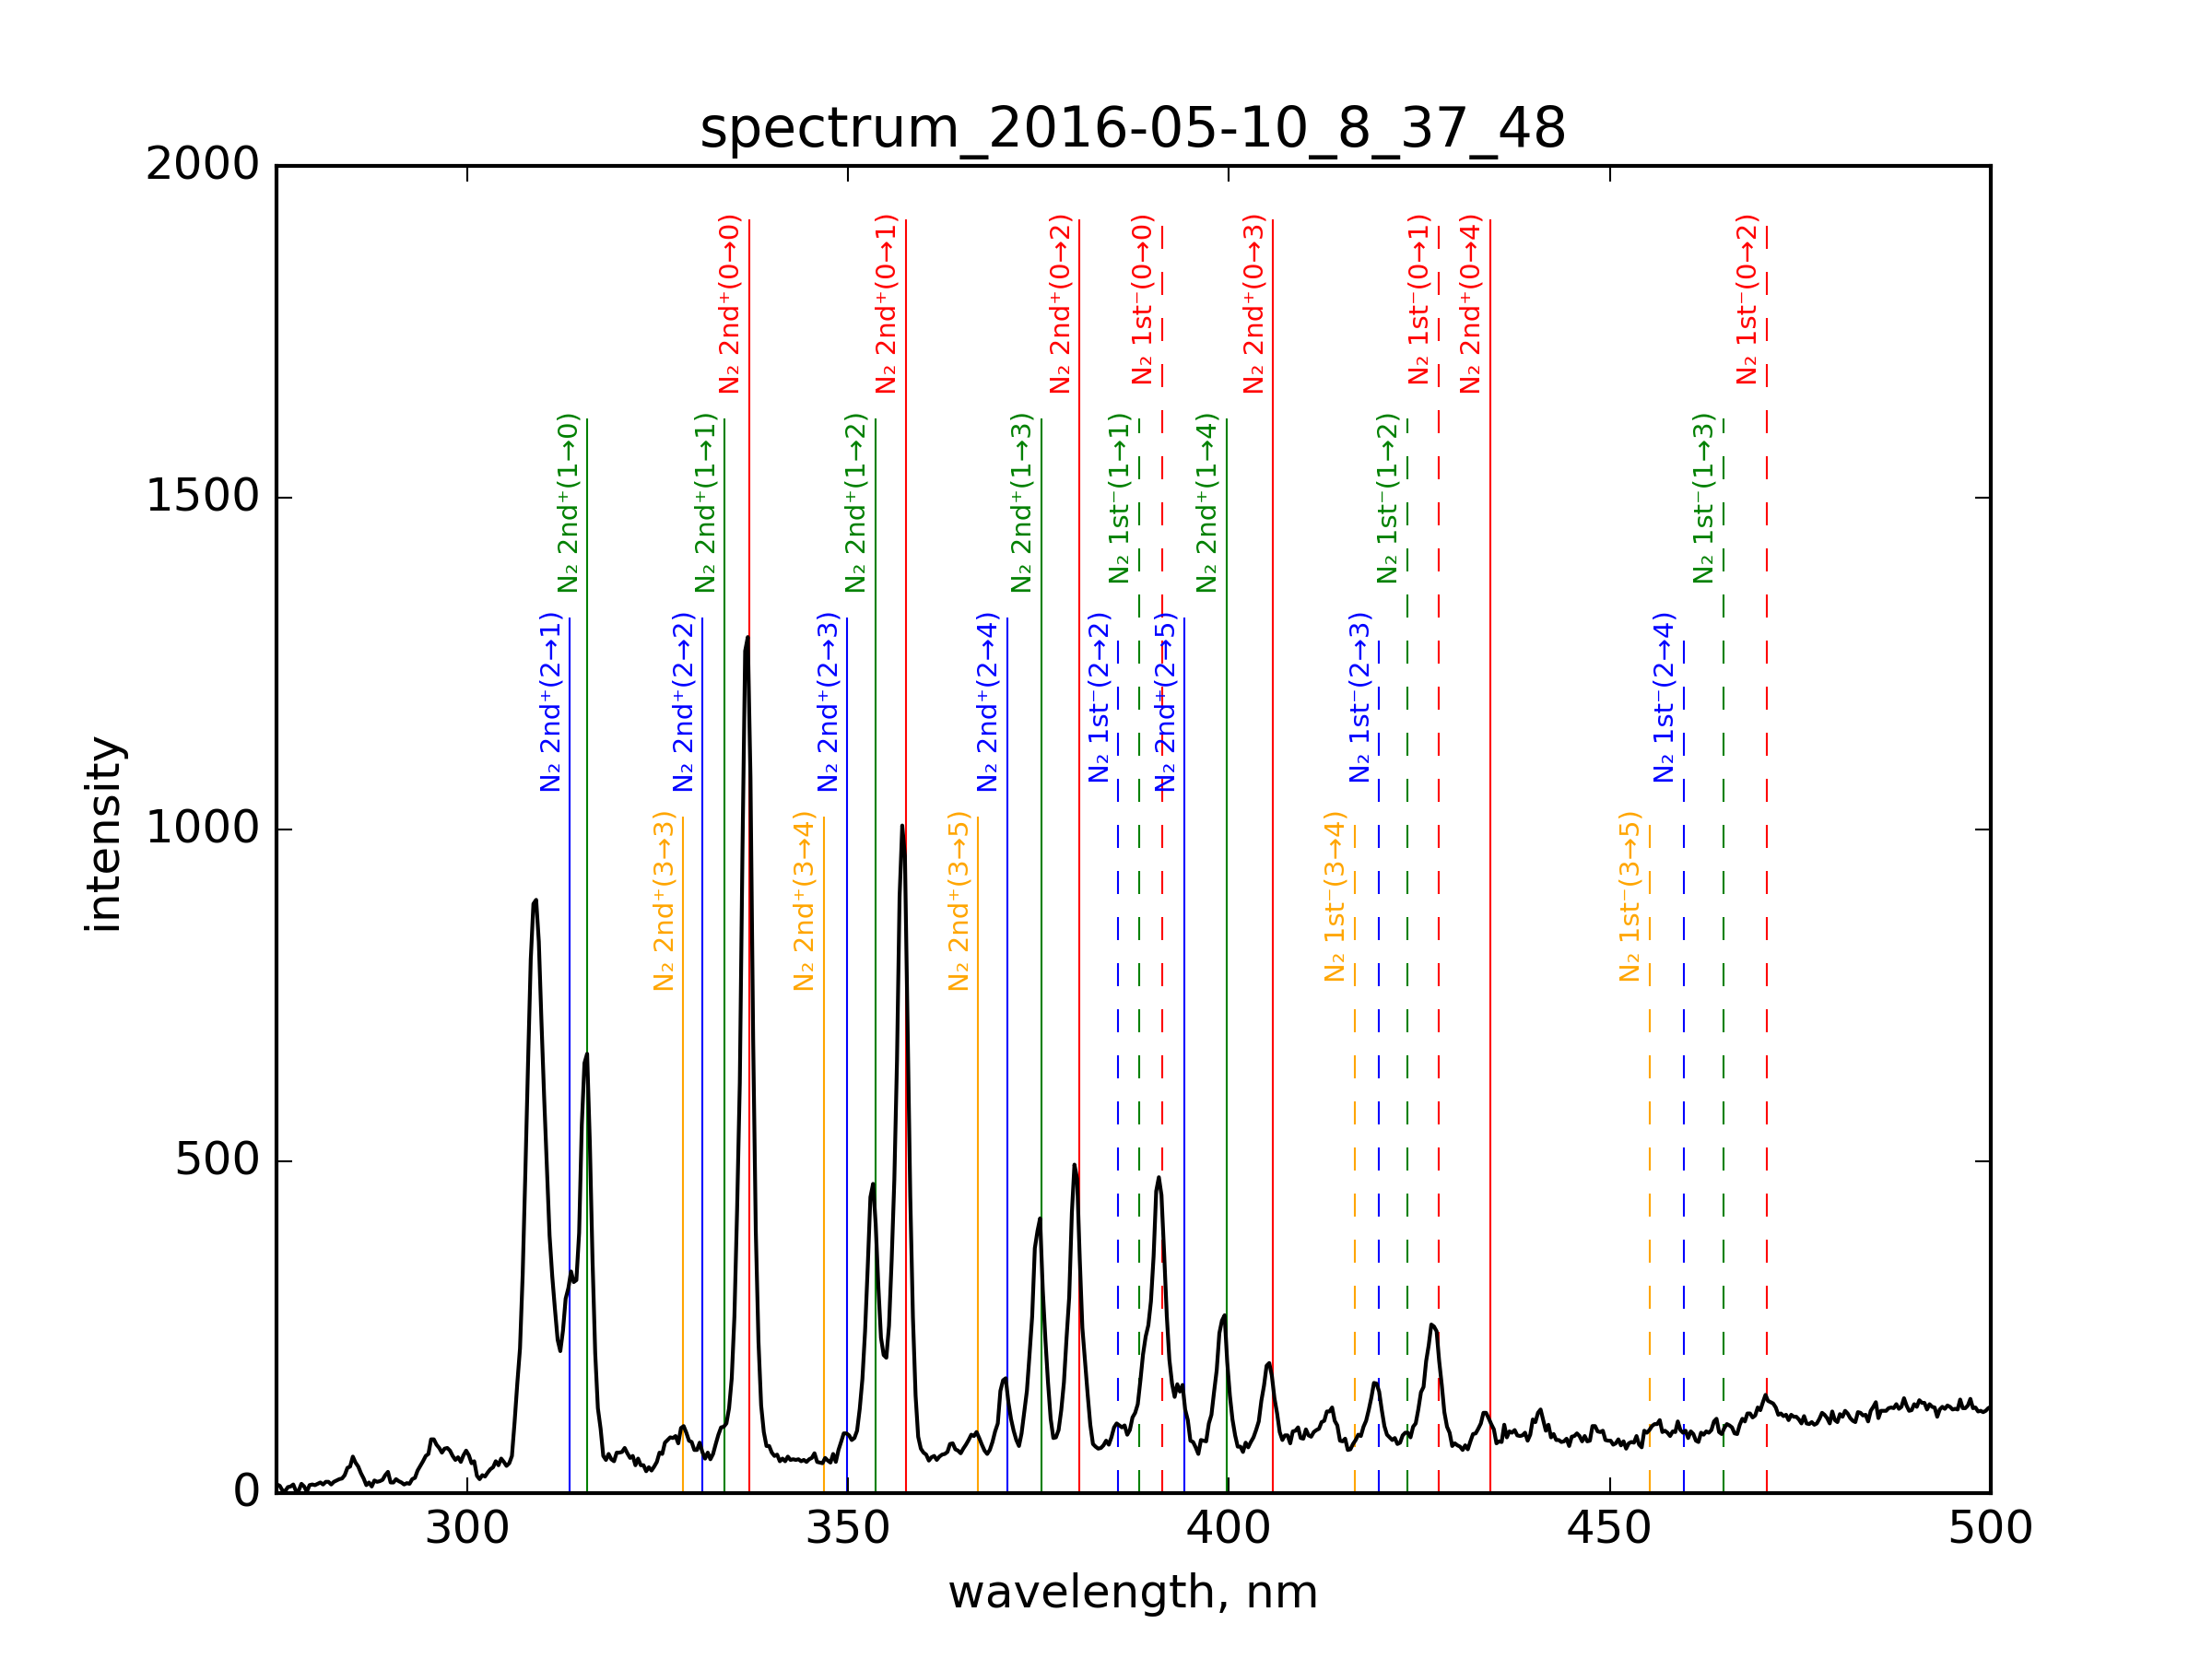 spectrum_2016-05-10_8_37_48
2000
1500
1000
500
0
intensity
N₂ 2nd⁺(0→0)
N₂ 2nd⁺(0→1)
N₂ 2nd⁺(0→2)
N₂ 1st⁻(0→0)
N₂ 2nd⁺(0→3)
N₂ 1st⁻(0→1)
N₂ 2nd⁺(0→4)
N₂ 1st⁻(0→2)
N₂ 2nd⁺(1→0)
N₂ 2nd⁺(1→1)
N₂ 2nd⁺(1→2)
N₂ 2nd⁺(1→3)
N₂ 1st⁻(1→1)
N₂ 2nd⁺(1→4)
N₂ 1st⁻(1→2)
N₂ 1st⁻(1→3)
N₂ 2nd⁺(2→1)
N₂ 2nd⁺(2→2)
N₂ 2nd⁺(2→3)
N₂ 2nd⁺(2→4)
N₂ 1st⁻(2→2)
N₂ 2nd⁺(2→5)
N₂ 1st⁻(2→3)
N₂ 1st⁻(2→4)
N₂ 2nd⁺(3→3)
N₂ 2nd⁺(3→4)
N₂ 2nd⁺(3→5)
N₂ 1st⁻(3→4)
N₂ 1st⁻(3→5)
300 350 400 450 500
wavelength, nm